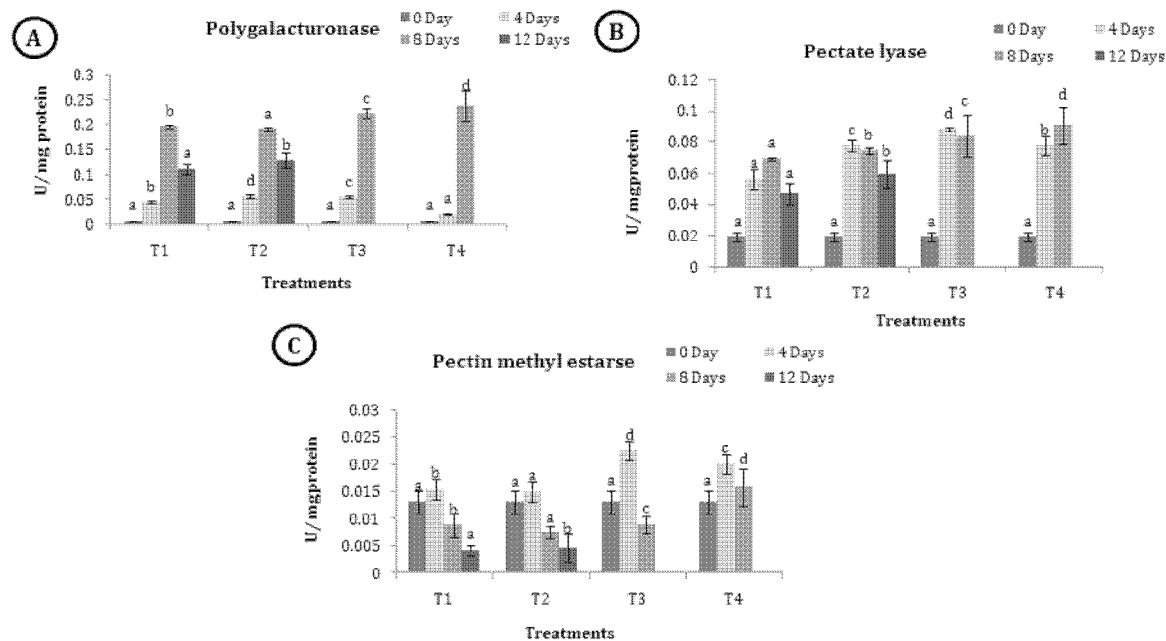 A
Polygalacturonase
0 Day 4 Days
8 Days 12 Days
U/mg protein
0.3
0.25
0.2
0.15
0.1
0.05
0
a b b a
a d a b
a c c
a a d
T1 T2 T3 T4
Treatments
B
Pectate lyase
0 Day 4 Days
8 Days 12 Days
U/mgprotein
0.12
0.1
0.08
0.06
0.04
0.02
0
a a a a
a c b b
a d c
a b d
T1 T2 T3 T4
Treatments
C
Pectin methyl estarse
0 Day 4 Days
8 Days 12 Days
U/mgprotein
0.03
0.025
0.02
0.015
0.01
0.005
0
a b b a
a a a b
a d c
a c d
T1 T2 T3 T4
Treatments